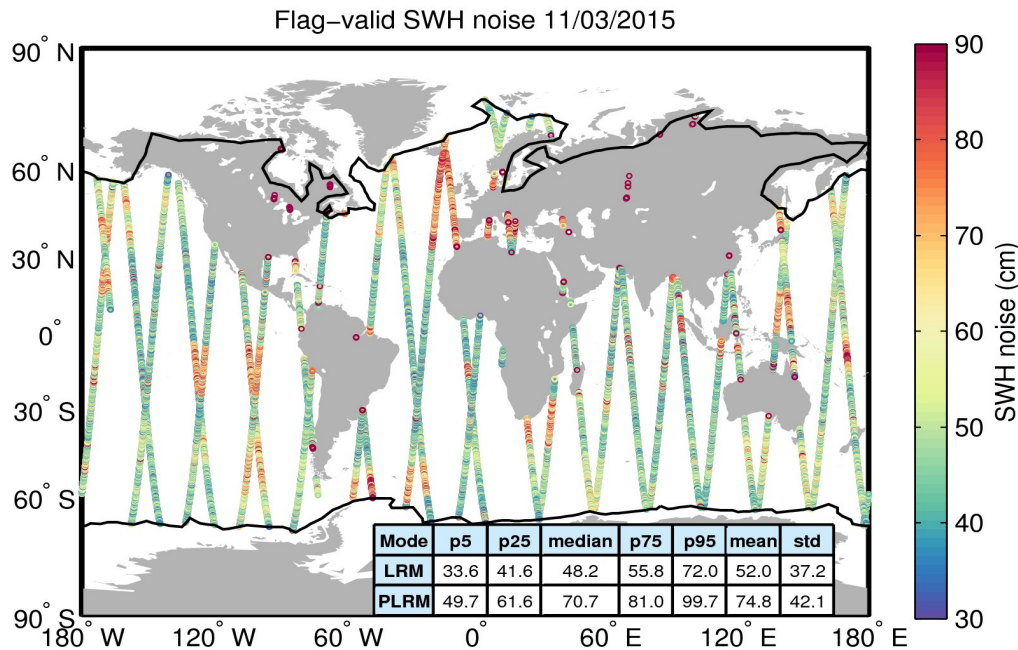 Flag−valid SWH noise 11/03/2015
90° N
60° N
30° N
0°
30° S
60° S
90° S
180° W
120° W
60° W
0°
60° E
120° E
180° E
90
80
70
60
50
40
30
SWH noise (cm)
Mode p5 p25 median p75 p95 mean std
LRM 33.6 41.6 48.2 55.8 72.0 52.0 37.2
PLRM 49.7 61.6 70.7 81.0 99.7 74.8 42.1